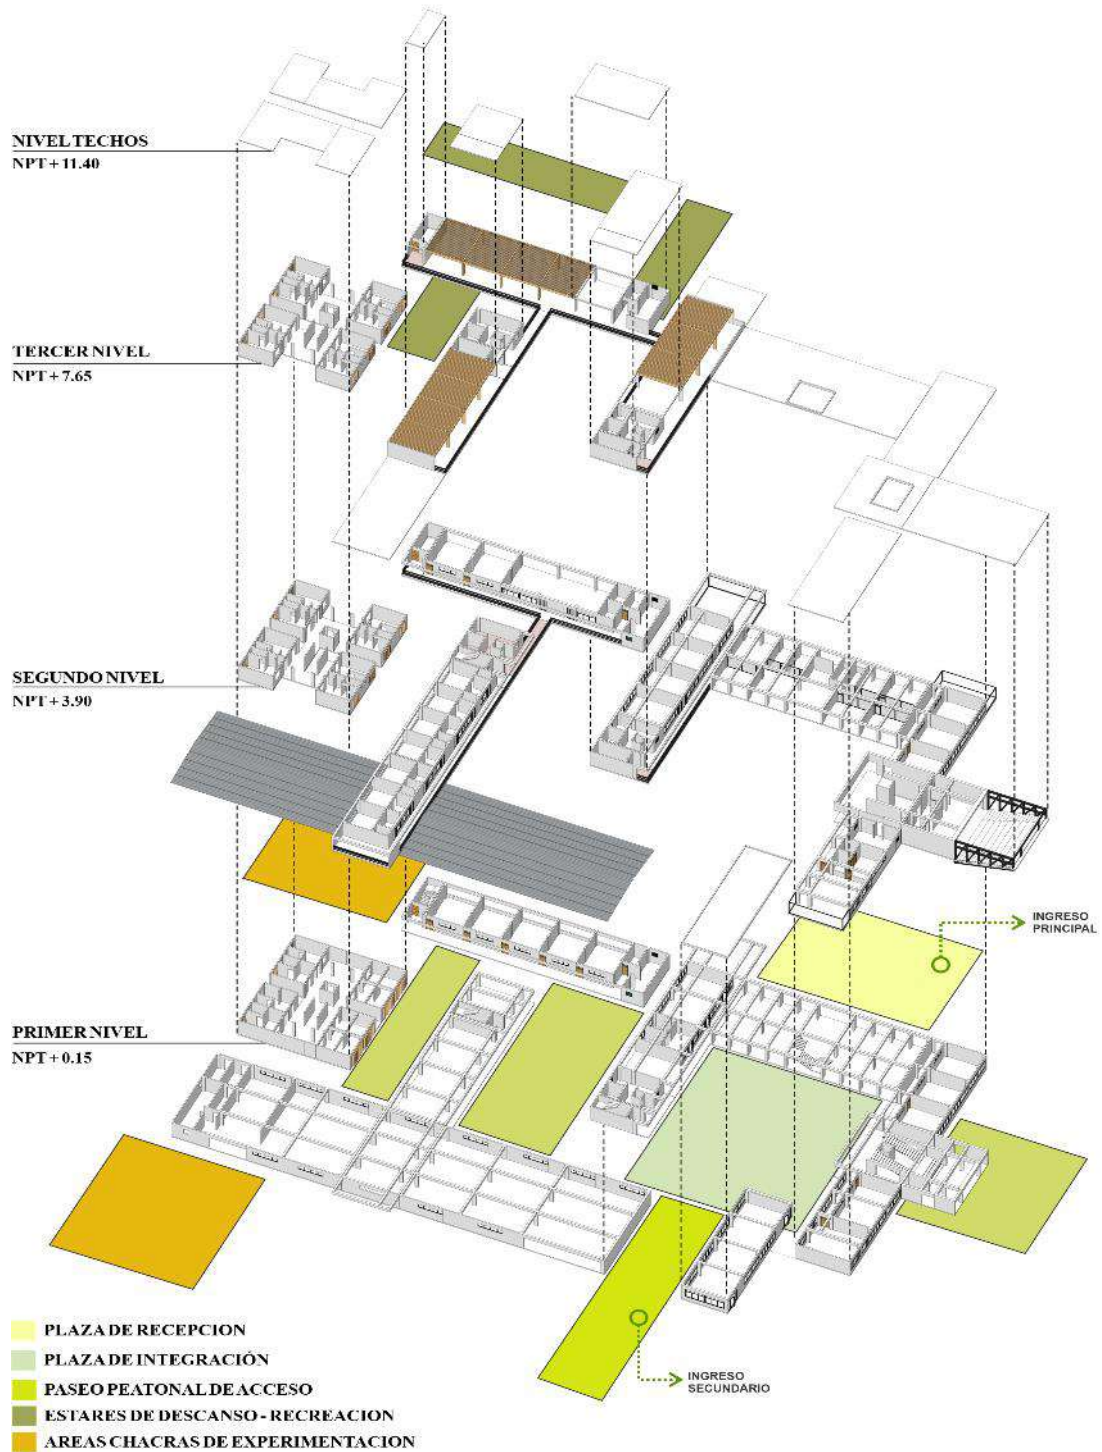 NIVEL TECHOS
NPT + 11.40
TERCER NIVEL
NPT + 7.65
SEGUNDO NIVEL
NPT + 3.90
INGRESO
PRINCIPAL
PRIMER NIVEL
NPT + 0.15
PLAZA DE RECEPCION
PLAZA DE INTEGRACIÓN
PASEO PEATONAL DE ACCESO
ESTARES DE DESCANSO - RECREACION
AREAS CHACRAS DE EXPERIMENTACION
INGRESO
SECUNDARIO